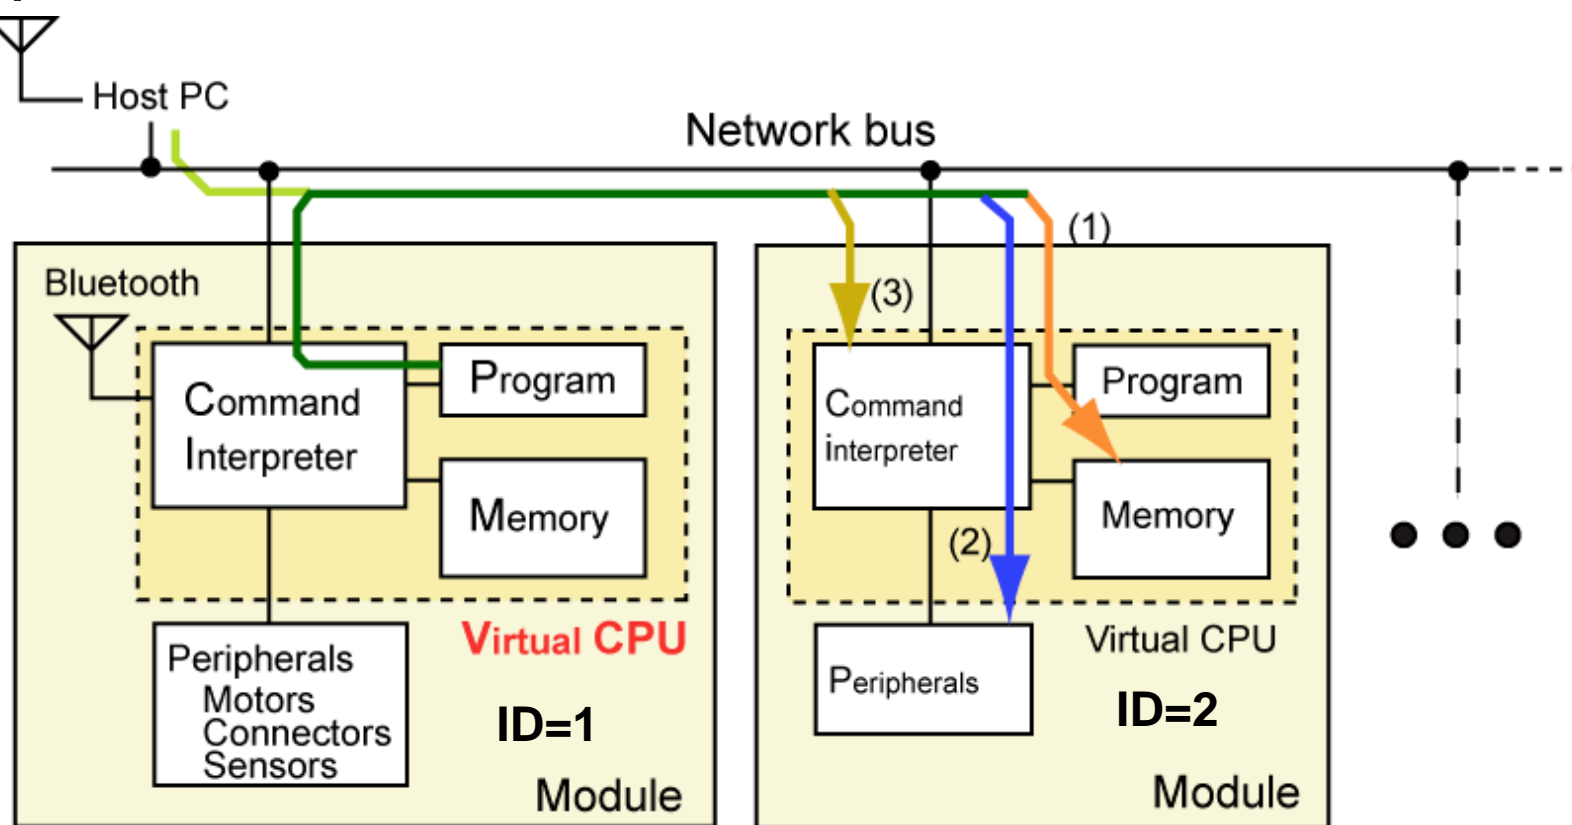 Host PC
Network bus
(1)
Bluetooth
(3)
Command
Interpreter
Program
Memory
Virtual CPU
Peripherals
Motors
Connectors
Sensors
ID=1
Module
Command
interpreter
Program
Memory
(2)
Virtual CPU
Peripherals
ID=2
Module